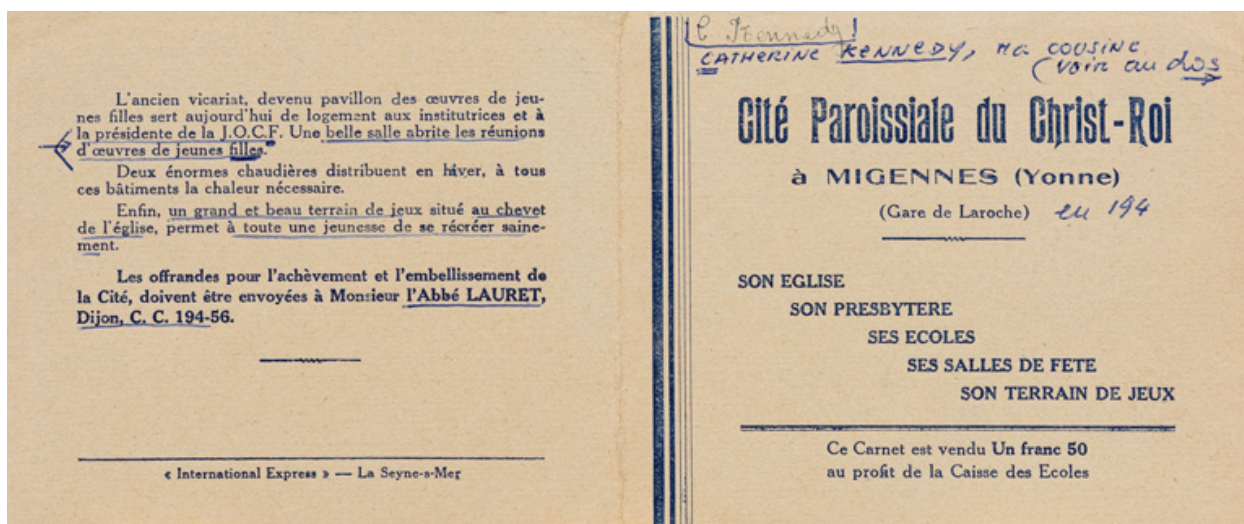 L'ancien vicariat, devenu pavillon des œuvres de jeu-
nes filles sert aujourd'hui de logement aux institutrices et à
la présidente de la J.O.C.F. Une belle salle abrite les réunions
d'œuvres de jeunes filles.
Deux énormes chaudières distribuent en hiver, à tous
ces bâtiments la chaleur nécessaire.
Enfin, un grand et beau terrain de jeux situé au chevet
de l'église, permet à toute une jeunesse de se récréer saine-
ment.
Les offrandes pour l'achèvement et l'embellissement de
la Cité, doivent être envoyées à Monsieur l'Abbé LAURET,
Dijon, C. C. 194-56.
« International Express » — La Seyne-s-Mer
C Kennedy!
CATHERINE KENNEDY, ma cousine
(voir au dos
Cité Paroissiale du Christ-Roi
à MIGENNES (Yonne)
(Gare de Laroche) en 194
SON EGLISE
SON PRESBYTERE
SES ECOLES
SES SALLES DE FETE
SON TERRAIN DE JEUX
Ce Carnet est vendu Un franc 50
au profit de la Caisse des Ecoles